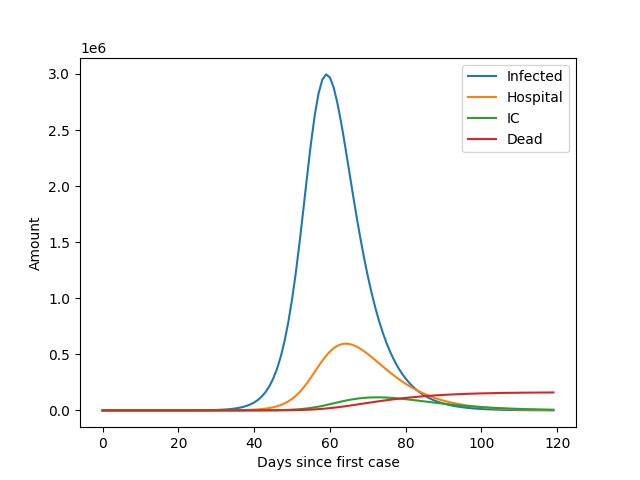 1e6
3.0
2.5
2.0
1.5
1.0
0.5
0.0
Amount
Infected
Hospital
IC
Dead
0 20 40 60 80 100 120
Days since first case